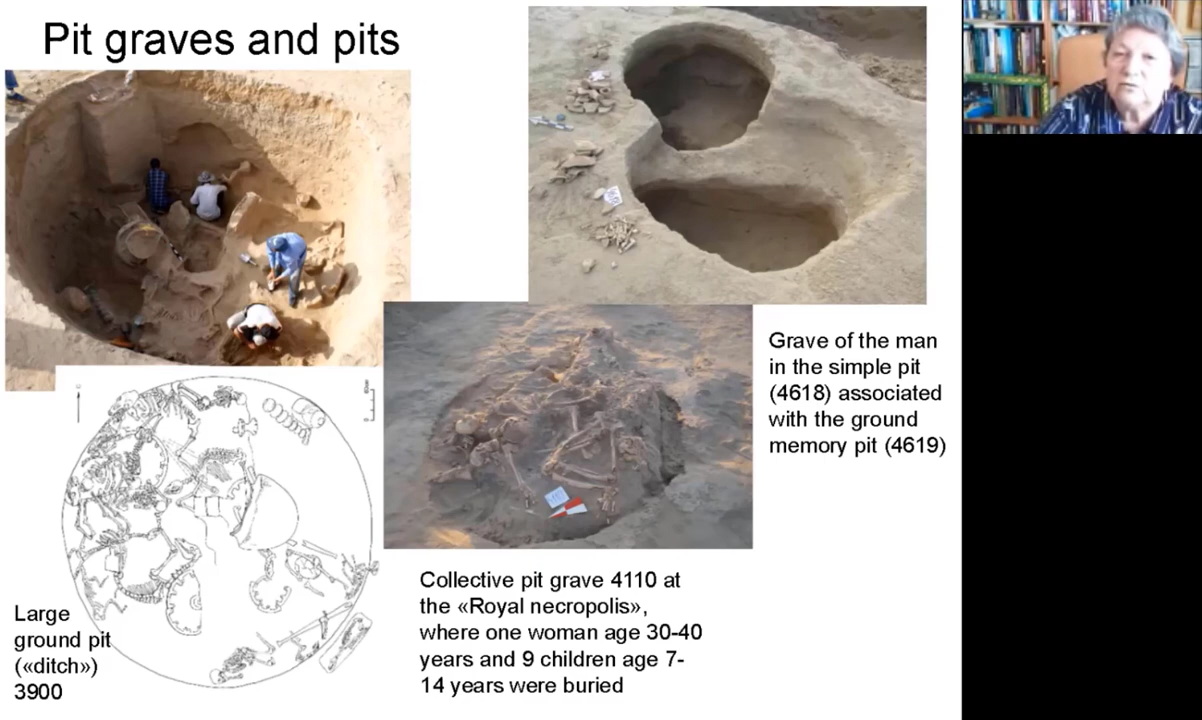 Pit graves and pits
Grave of the man
in the simple pit
(4618) associated
with the ground
memory pit (4619)
Collective pit grave 4110 at
the «Royal necropolis»,
where one woman age 30-40
years and 9 children age 7-
14 years were buried
Large
ground pit
(«ditch»)
3900